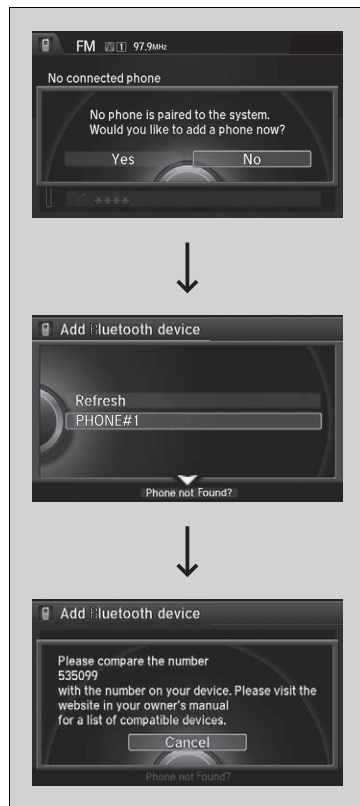 FM 1 97.9MHz
No connected phone
No phone is paired to the system.
Would you like to add a phone now?
Yes No
****
Add Bluetooth device
Refresh
PHONE#1
Phone not Found?
Add Bluetooth device
Please compare the number
535099
with the number on your device. Please visit the
website in your owner's manual
for a list of compatible devices.
Cancel
Phone not Found?